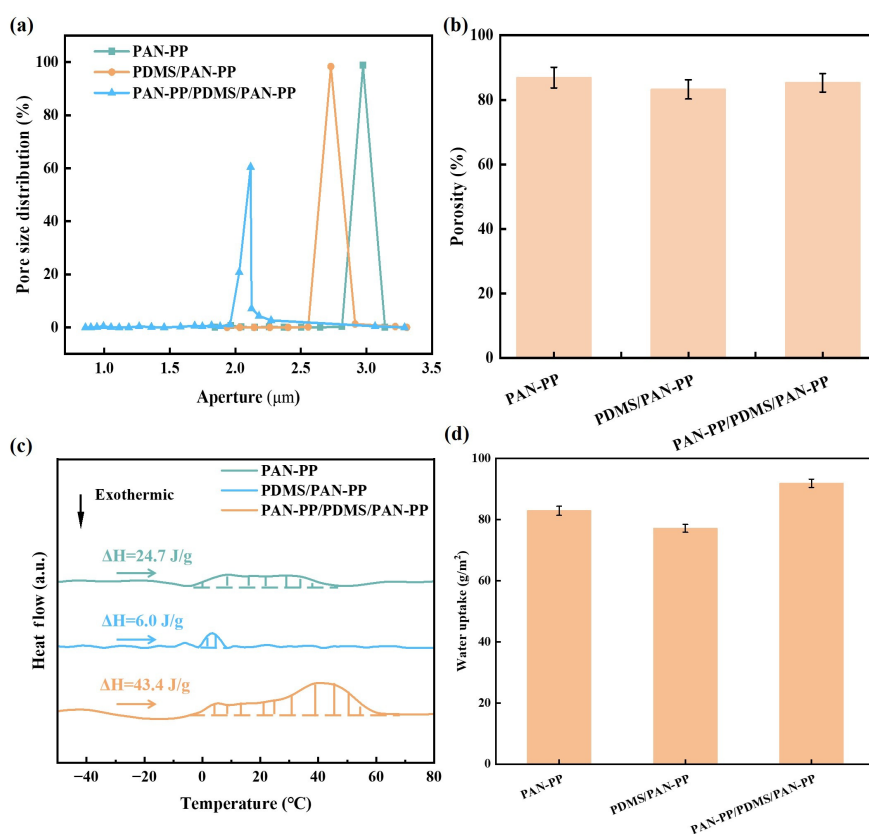 (a)
PAN-PP
PDMS/PAN-PP
PAN-PP/PDMS/PAN-PP
100
80
60
40
20
0
Pore size distribution (%)
1.0
2.0
3.0
3.5
Aperture (μm)
(b)
100
80
60
40
20
0
Porosity (%)
PAN-PP
PDMS/PAN-PP
PAN-PP/PDMS/PAN-PP
(c)
PAN-PP
PDMS/PAN-PP
PAN-PP/PDMS/PAN-PP
Exothermic
ΔH=24.7 J/g
ΔH=6.0 J/g
ΔH=43.4 J/g
Heat flow (a.u.)
−40
−20
0
20
40
60
80
Temperature (℃)
(d)
100
80
60
40
20
0
Water uptake (g/m²)
PAN-PP
PDMS/PAN-PP
PAN-PP/PDMS/PAN-PP